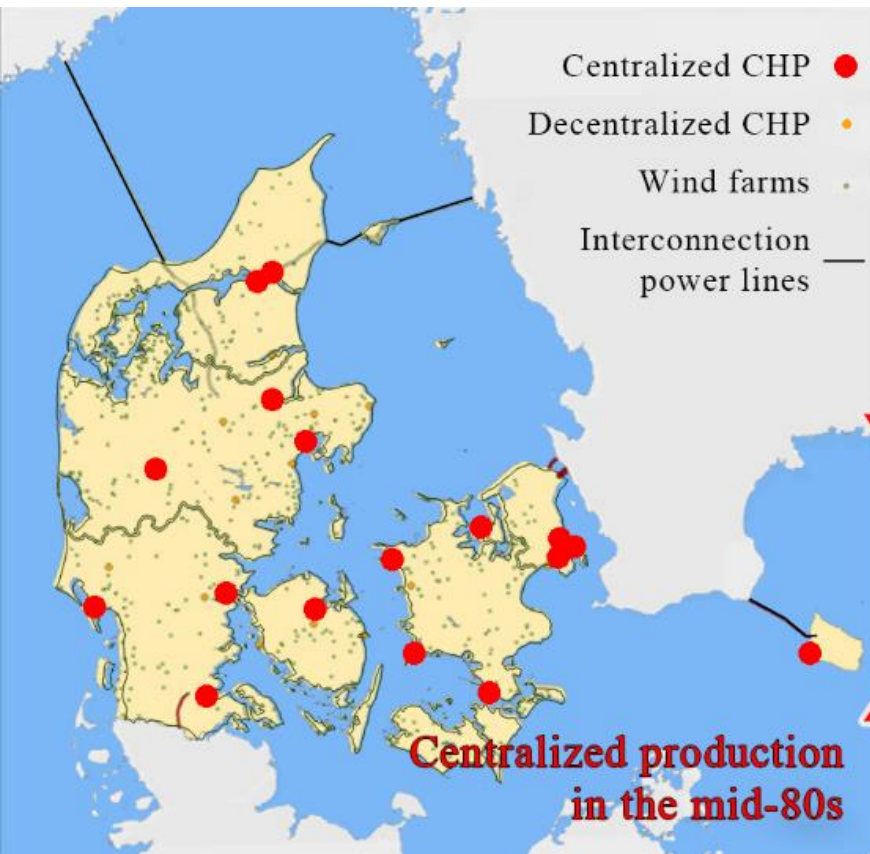 Centralized CHP
Decentralized CHP
Wind farms
Interconnection
power lines
Centralized production
in the mid-80s